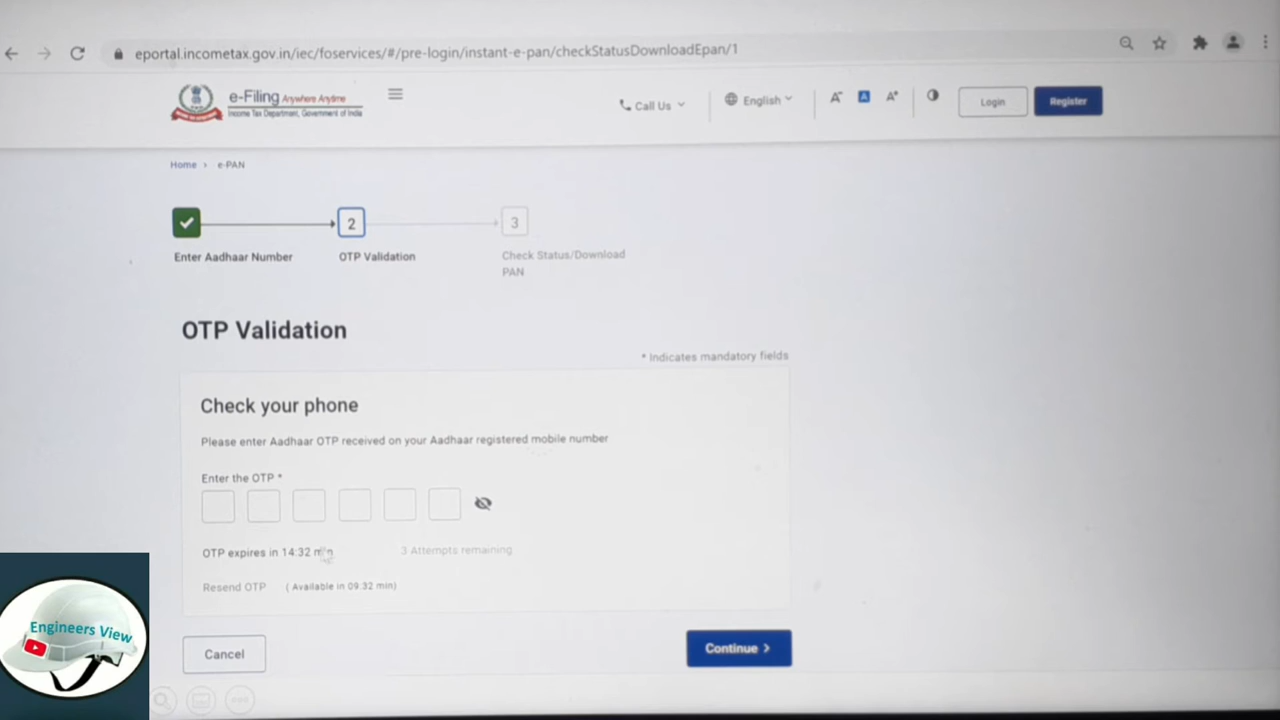 eportal.incometax.gov.in/iec/foservices/#/pre-login/instant-e-pan/checkStatusDownloadEpan/1
e-Filing Anywhere Anytime
Income Tax Department, Government of India
Call Us
English
A-
A
A+
Login
Register
Home > e-PAN
2
3
Enter Aadhaar Number
OTP Validation
Check Status/Download
PAN
OTP Validation
* Indicates mandatory fields
Check your phone
Please enter Aadhaar OTP received on your Aadhaar registered mobile number
Enter the OTP *
OTP expires in 14:32 min
3 Attempts remaining
Resend OTP
( Available in 09:32 min)
Engineers View
Cancel
Continue >